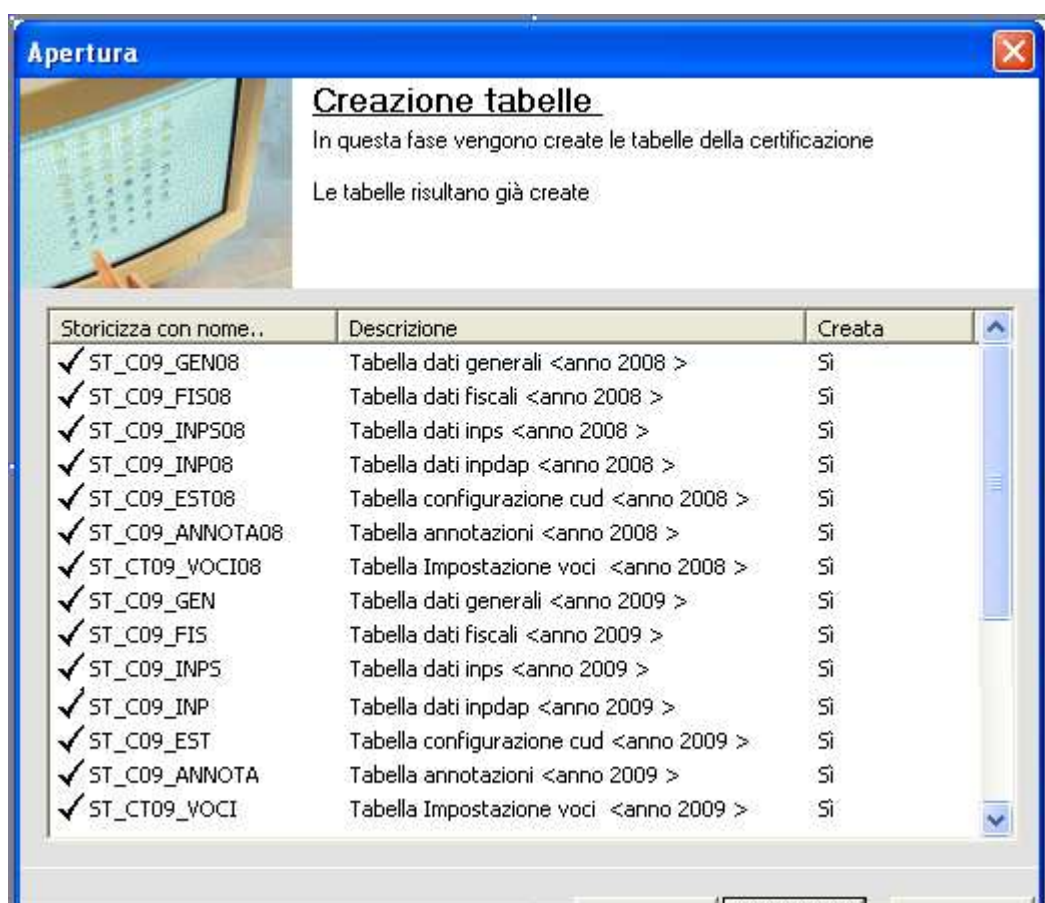 Apertura
Creazione tabelle
In questa fase vengono create le tabelle della certificazione
Le tabelle risultano già create
Storicizza con nome.. Descrizione Creata
ST_C09_GEN08 Tabella dati generali <anno 2008 > Sì
ST_C09_FIS08 Tabella dati fiscali <anno 2008 > Sì
ST_C09_INPS08 Tabella dati inps <anno 2008 > Sì
ST_C09_INP08 Tabella dati inpdap <anno 2008 > Sì
ST_C09_EST08 Tabella configurazione cud <anno 2008 > Sì
ST_C09_ANNOTA08 Tabella annotazioni <anno 2008 > Sì
ST_CT09_VOCI08 Tabella Impostazione voci <anno 2008 > Sì
ST_C09_GEN Tabella dati generali <anno 2009 > Sì
ST_C09_FIS Tabella dati fiscali <anno 2009 > Sì
ST_C09_INPS Tabella dati inps <anno 2009 > Sì
ST_C09_INP Tabella dati inpdap <anno 2009 > Sì
ST_C09_EST Tabella configurazione cud <anno 2009 > Sì
ST_C09_ANNOTA Tabella annotazioni <anno 2009 > Sì
ST_CT09_VOCI Tabella Impostazione voci <anno 2009 > Sì